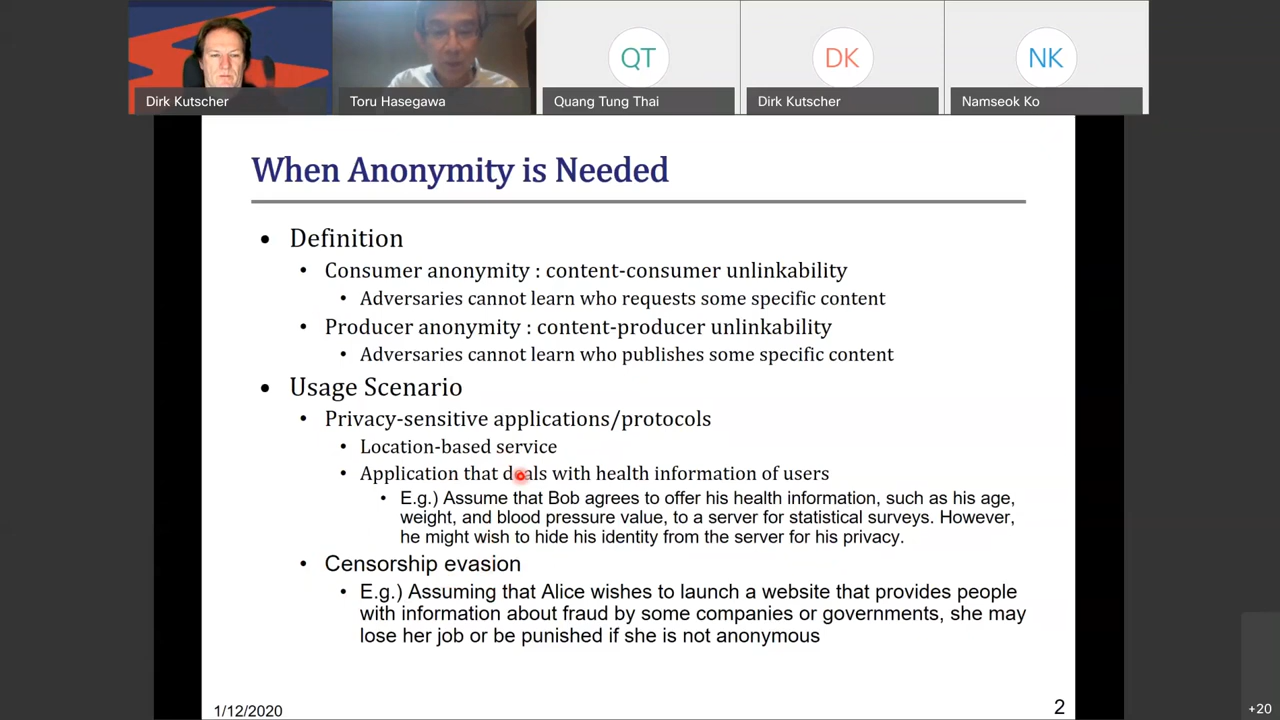 QT
DK
NK
Dirk Kutscher
Toru Hasegawa
Quang Tung Thai
Dirk Kutscher
Namseok Ko
When Anonymity is Needed
• Definition
• Consumer anonymity : content-consumer unlinkability
• Adversaries cannot learn who requests some specific content
• Producer anonymity : content-producer unlinkability
• Adversaries cannot learn who publishes some specific content
• Usage Scenario
• Privacy-sensitive applications/protocols
• Location-based service
• Application that deals with health information of users
• E.g.) Assume that Bob agrees to offer his health information, such as his age,
weight, and blood pressure value, to a server for statistical surveys. However,
he might wish to hide his identity from the server for his privacy.
• Censorship evasion
• E.g.) Assuming that Alice wishes to launch a website that provides people
with information about fraud by some companies or governments, she may
lose her job or be punished if she is not anonymous
1/12/2020
2
+20